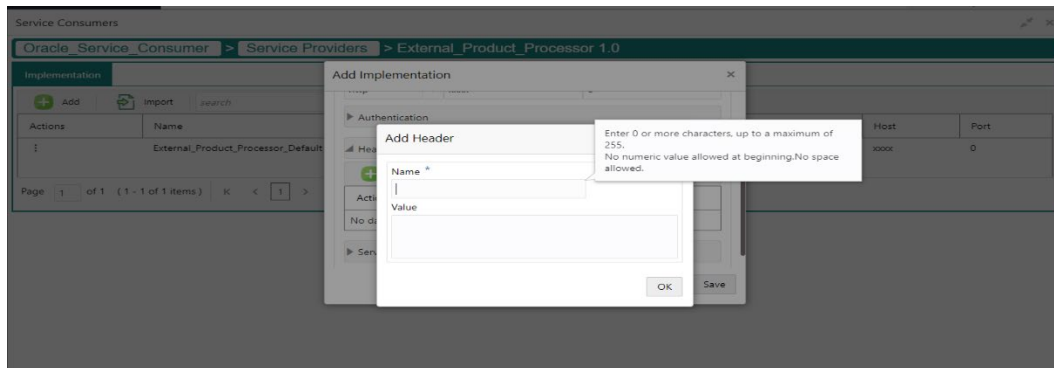 Service Consumers
Oracle_Service_Consumer > Service Providers > External_Product_Processor 1.0
Implementation
Add Import search
Actions Name Host Port
External_Product_Processor_Default xxxx 0
Page 1 of 1 (1 - 1 of 1 items) K < 1 >
Add Implementation
Authentication
Add Header
Name *
Value
OK
Save
No da
Enter 0 or more characters, up to a maximum of
255.
No numeric value allowed at beginning.No space
allowed.